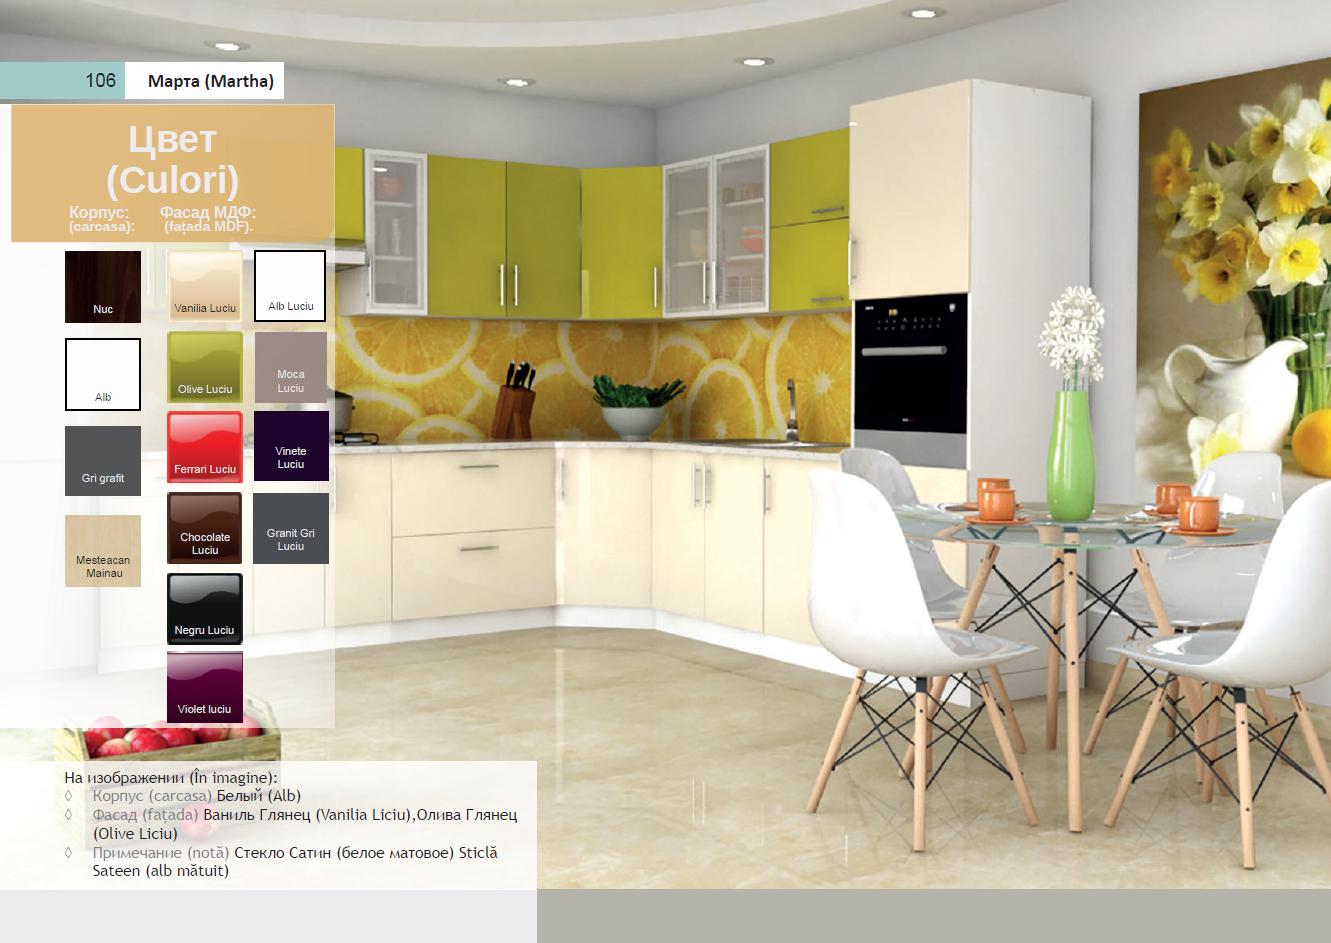 106
Марта (Martha)
Цвет
(Culori)
Корпус: Фасад МДФ:
(carcasa): (fațada MDF).
Nuc
Alb
Gri grafit
Mesteacan
Mainau
Vanilia Luciu
Olive Luciu
Ferrari Luciu
Chocolate
Luciu
Negru Luciu
Violet luciu
Alb Luciu
Moca
Luciu
Vinete
Luciu
Granit Gri
Luciu
На изображении (În imagine):
◊ Корпус (carcasa) Белый (Alb)
◊ Фасад (fațada) Ваниль Глянец (Vanilia Liciu),Олива Глянец
(Olive Liciu)
◊ Примечание (notă) Стекло Сатин (белое матовое) Sticlă
Sateen (alb mătuit)